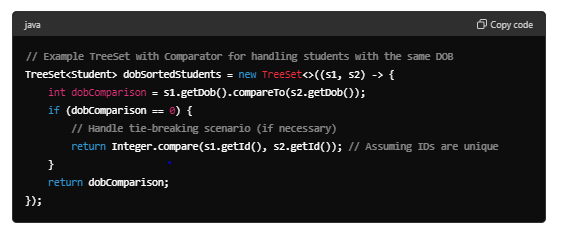 java
Copy code
// Example TreeSet with Comparator for handling students with the same DOB
TreeSet<Student> dobSortedStudents = new TreeSet<>((s1, s2) -> {
    int dobComparison = s1.getDob().compareTo(s2.getDob());
    if (dobComparison == 0) {
        // Handle tie-breaking scenario (if necessary)
        return Integer.compare(s1.getId(), s2.getId()); // Assuming IDs are unique
    }
    return dobComparison;
});